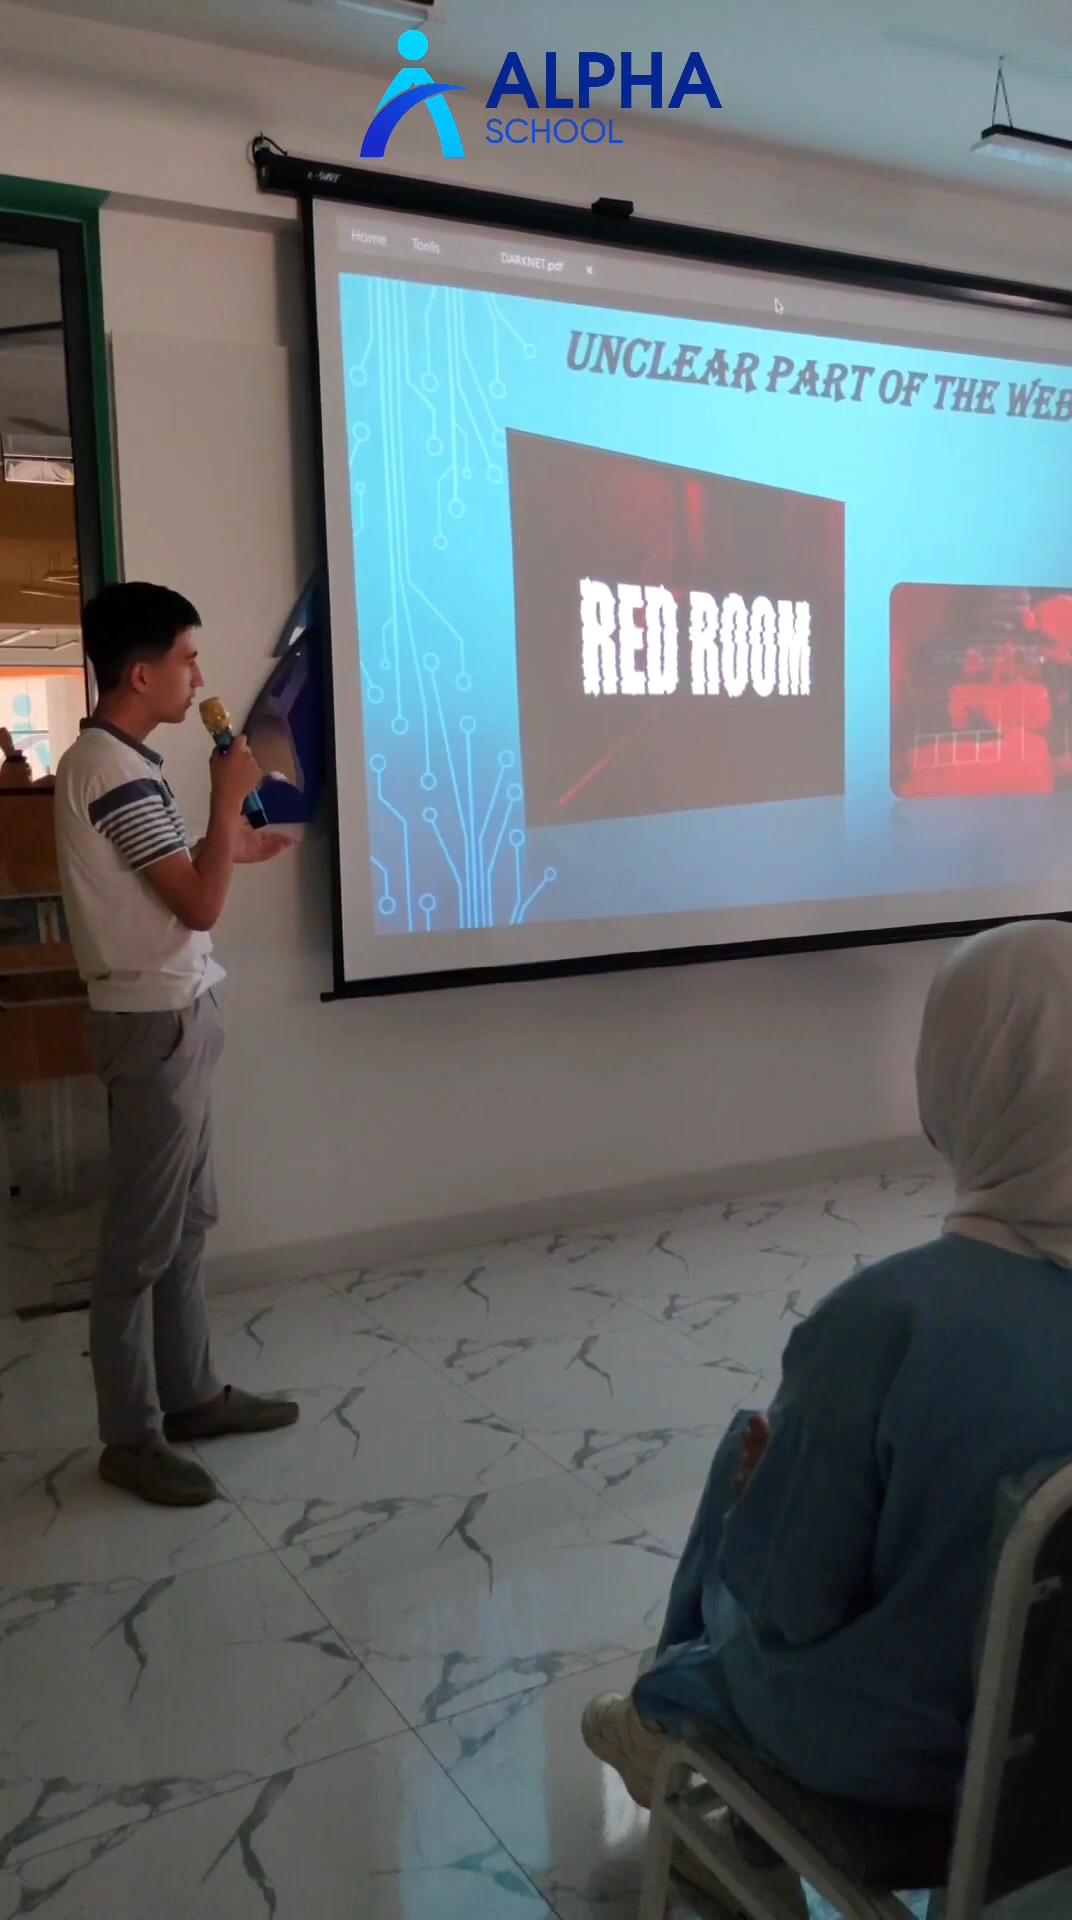 ALPHA
SCHOOL
Home Tools DARKNET.pdf ×
UNCLEAR PART OF THE WEB
RED ROOM